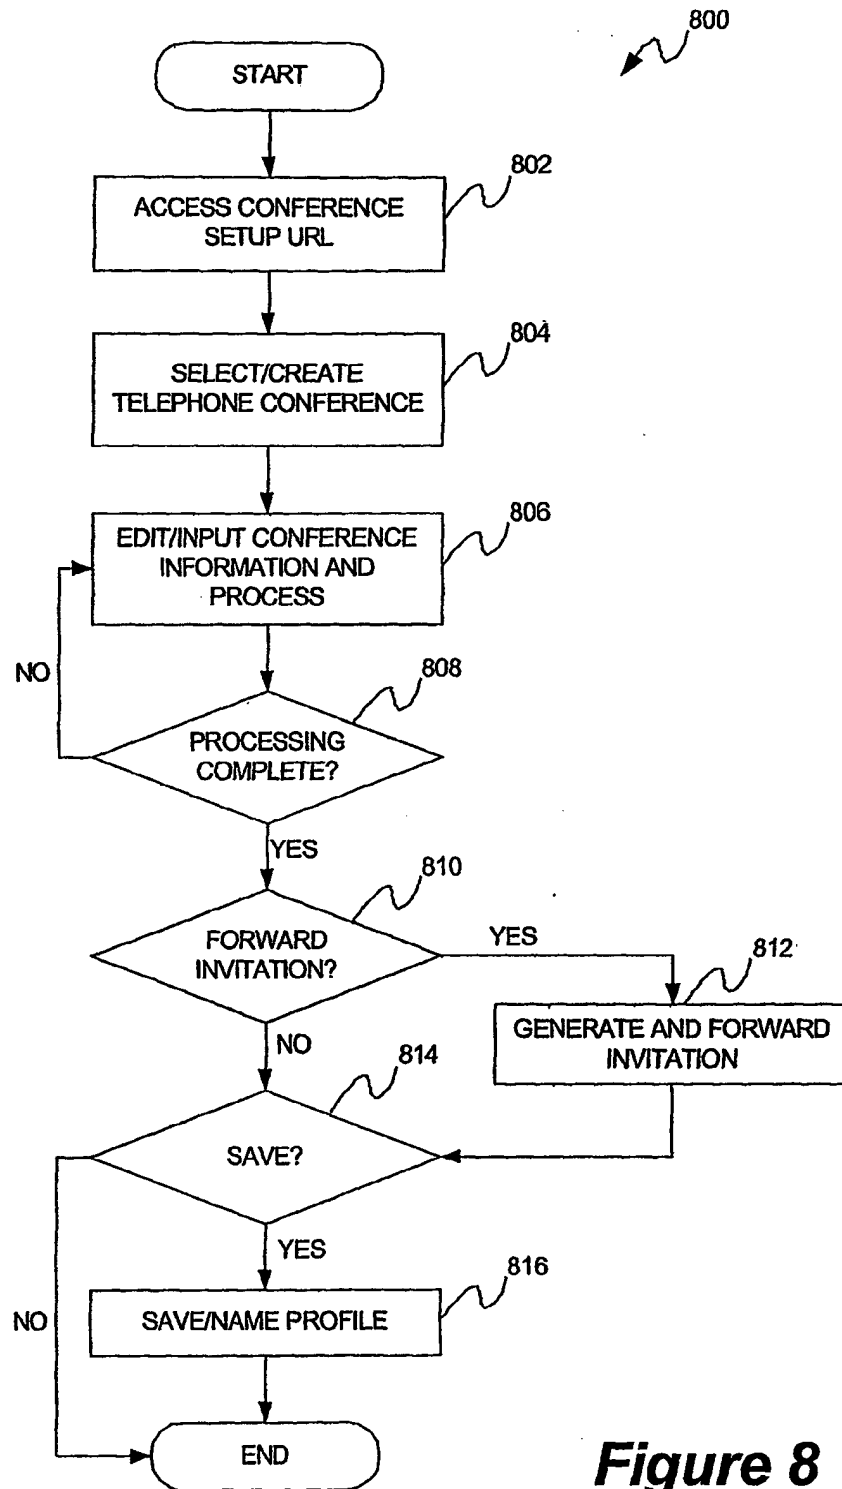 800
START
802
ACCESS CONFERENCE
SETUP URL
804
SELECT/CREATE
TELEPHONE CONFERENCE
806
EDIT/INPUT CONFERENCE
INFORMATION AND
PROCESS
NO
808
PROCESSING
COMPLETE?
YES
810
FORWARD
INVITATION?
YES
812
GENERATE AND FORWARD
INVITATION
NO
814
SAVE?
YES
816
NO
SAVE/NAME PROFILE
END
Figure 8